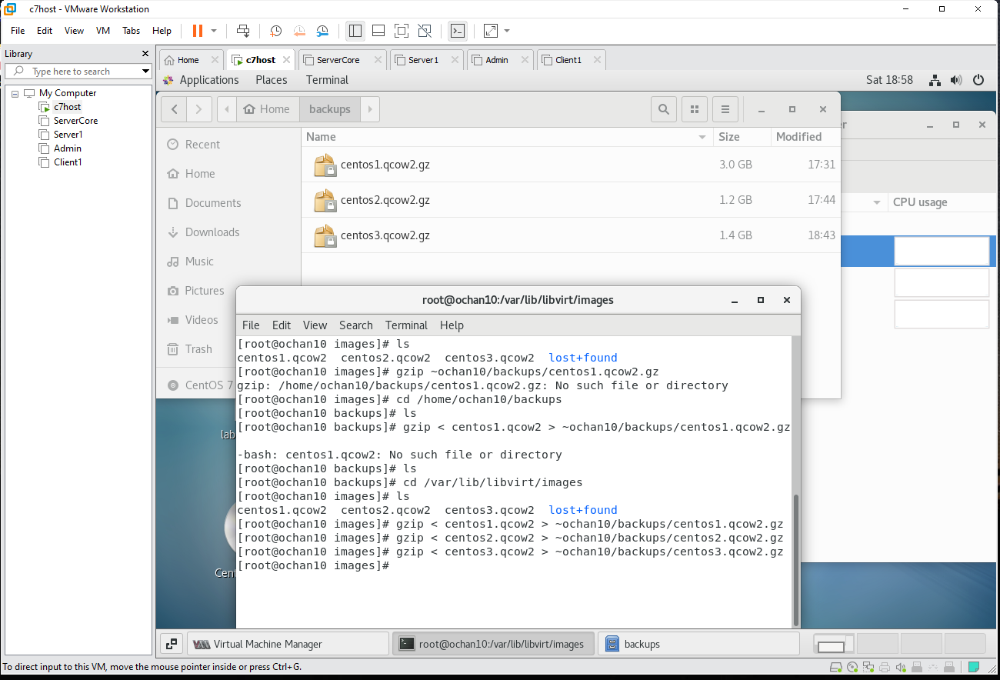 c7host - VMware Workstation
File Edit View VM Tabs Help
Library
Type here to search
My Computer
c7host
ServerCore
Server1
Admin
Client1
Home c7host ServerCore Server1 Admin Client1
Applications Places Terminal Sat 18:58
Home backups
Name Size Modified
Recent
Home
Documents
Downloads
Music
Pictures
Videos
Trash
CentOS 7
centos1.qcow2.gz 3.0 GB 17:31
centos2.qcow2.gz 1.2 GB 17:44
centos3.qcow2.gz 1.4 GB 18:43
CPU usage
lab
Cent
root@ochan10:/var/lib/libvirt/images
File Edit View Search Terminal Help
[root@ochan10 images]# ls
centos1.qcow2 centos2.qcow2 centos3.qcow2 lost+found
[root@ochan10 images]# gzip ~ochan10/backups/centos1.qcow2.gz
gzip: /home/ochan10/backups/centos1.qcow2.gz: No such file or directory
[root@ochan10 images]# cd /home/ochan10/backups
[root@ochan10 backups]# ls
[root@ochan10 backups]# gzip < centos1.qcow2 > ~ochan10/backups/centos1.qcow2.gz
-bash: centos1.qcow2: No such file or directory
[root@ochan10 backups]# ls
[root@ochan10 backups]# cd /var/lib/libvirt/images
[root@ochan10 images]# ls
centos1.qcow2 centos2.qcow2 centos3.qcow2 lost+found
[root@ochan10 images]# gzip < centos1.qcow2 > ~ochan10/backups/centos1.qcow2.gz
[root@ochan10 images]# gzip < centos2.qcow2 > ~ochan10/backups/centos2.qcow2.gz
[root@ochan10 images]# gzip < centos3.qcow2 > ~ochan10/backups/centos3.qcow2.gz
[root@ochan10 images]#
Virtual Machine Manager root@ochan10:/var/lib/libvirt/images backups
To direct input to this VM, move the mouse pointer inside or press Ctrl+G.